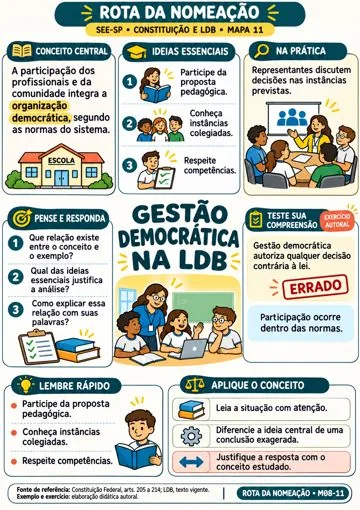 ROTA DA NOMEAÇÃO
SEE-SP • CONSTITUIÇÃO E LDB • MAPA 11
CONCEITO CENTRAL
A participação dos
profissionais e da
comunidade integra a
organização
democrática, segundo
as normas do sistema.
ESCOLA
IDEIAS ESSENCIAIS
1
Participe da
proposta
pedagógica.
2
Conheça
instâncias
colegiadas.
3
Respeite
competências.
NA PRÁTICA
Representantes discutem
decisões nas instâncias
previstas.
PENSE E RESPONDA
1
Que relação existe
entre o conceito e
o exemplo?
2
Qual das ideias
essenciais justifica
a análise?
3
Como explicar essa
relação com suas
palavras?
GESTÃO
DEMOCRÁTICA
NA LDB
TESTE SUA
COMPREENSÃO
EXERCÍCIO
AUTORAL
Gestão democrática
autoriza qualquer decisão
contrária à lei.
ERRADO
Participação ocorre
dentro das normas.
LEMBRE RÁPIDO
Participe da proposta
pedagógica.
Conheça instâncias
colegiadas.
Respeite competências.
APLIQUE O CONCEITO
Leia a situação com atenção.
Diferencie a ideia central de uma
conclusão exagerada.
Justifique a resposta com o
conceito estudado.
Fonte de referência: Constituição Federal, arts. 205 a 214; LDB, texto vigente.
Exemplo e exercício: elaboração didática autoral.
ROTA DA NOMEAÇÃO • M08-11